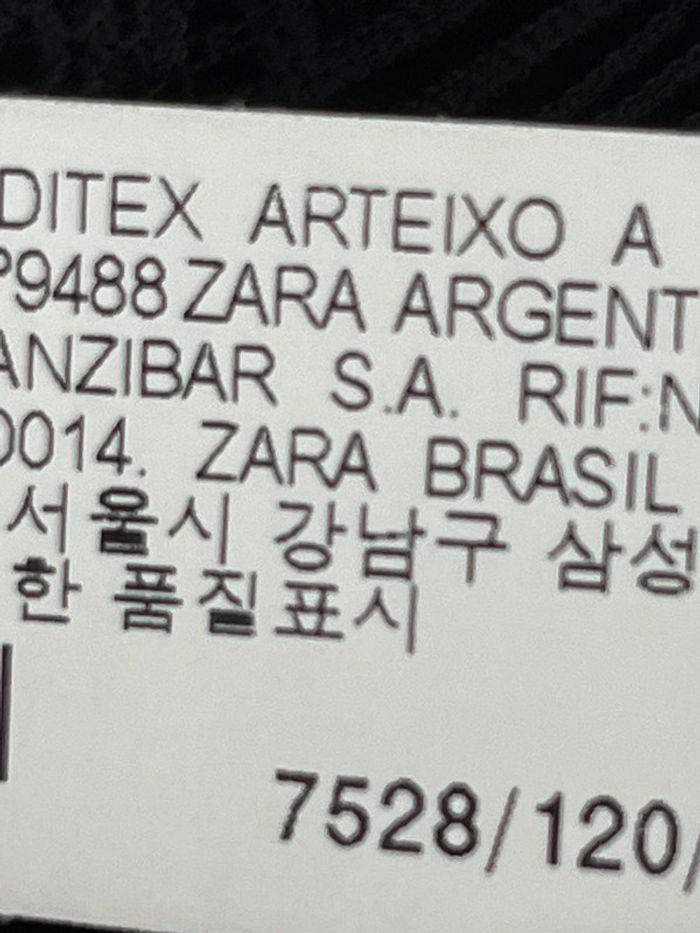 DITEX ARTEIXO A
P9488 ZARA ARGENT
ANZIBAR S.A. RIF:N
0014. ZARA BRASIL
서울시 강남구 삼성
한 품질표시
7528/120/